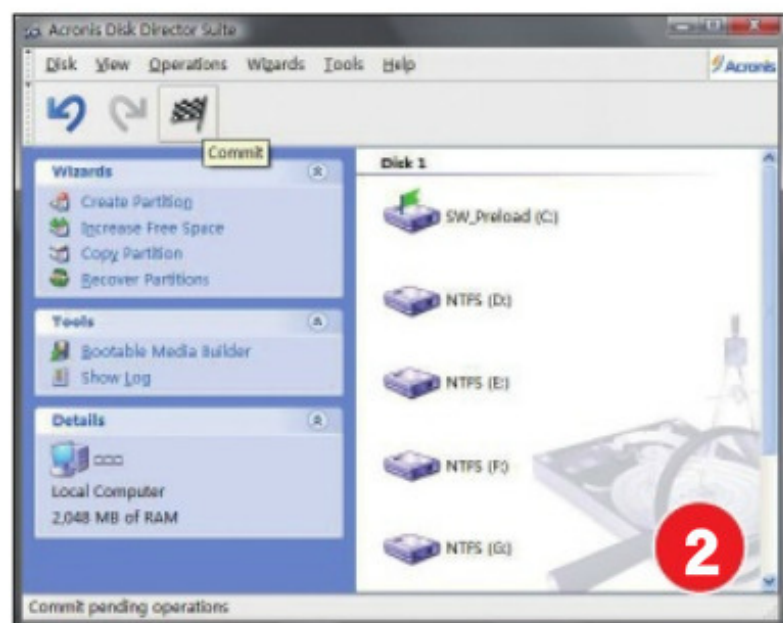 Acronis Disk Director Suite
Disk View Operations Wizards Tools Help
Acronis
Commit
Wizards
Create Partition
Increase Free Space
Copy Partition
Recover Partitions
Tools
Bootable Media Builder
Show Log
Details
Local Computer
2,048 MB of RAM
Disk 1
SW_Preload (C:)
NTFS (D:)
NTFS (E:)
NTFS (F:)
NTFS (G:)
2
Commit pending operations